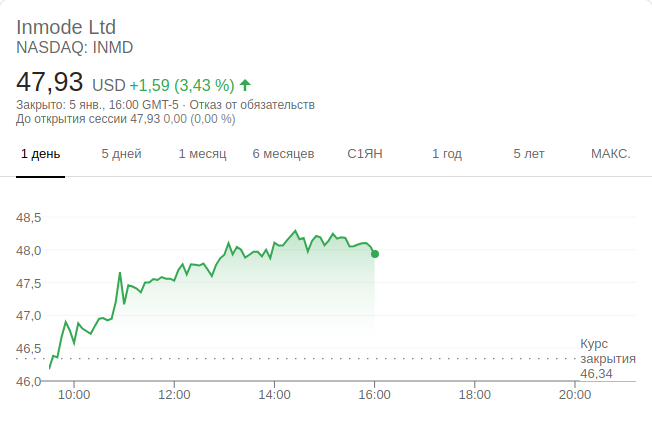 Inmode Ltd
NASDAQ: INMD
47,93 USD +1,59 (3,43 %)
Закрыто: 5 янв., 16:00 GMT-5 · Отказ от обязательств
До открытия сессии 47,93 0,00 (0,00 %)
1 день 5 дней 1 месяц 6 месяцев С1ЯН 1 год 5 лет МАКС.
48,5
48,0
47,5
47,0
46,5
46,0
Курс
закрытия
46,34
10:00 12:00 14:00 16:00 18:00 20:00